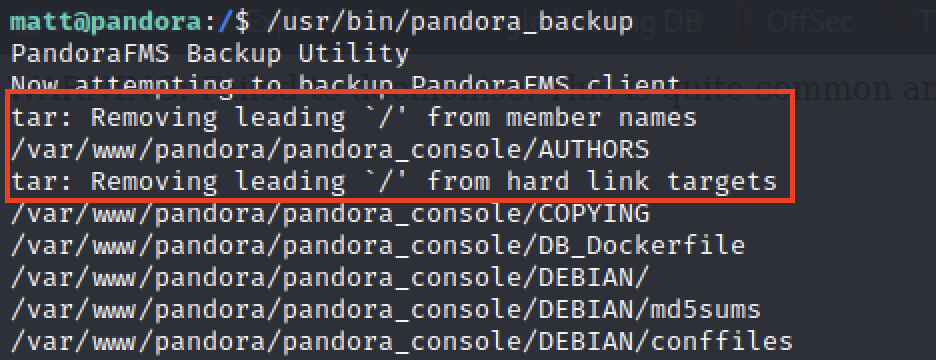 matt@pandora:/$ /usr/bin/pandora_backup
PandoraFMS Backup Utility
Now attempting to backup PandoraFMS client
tar: Removing leading `/' from member names
/var/www/pandora/pandora_console/AUTHORS
tar: Removing leading `/' from hard link targets
/var/www/pandora/pandora_console/COPYING
/var/www/pandora/pandora_console/DB_Dockerfile
/var/www/pandora/pandora_console/DEBIAN/
/var/www/pandora/pandora_console/DEBIAN/md5sums
/var/www/pandora/pandora_console/DEBIAN/conffiles